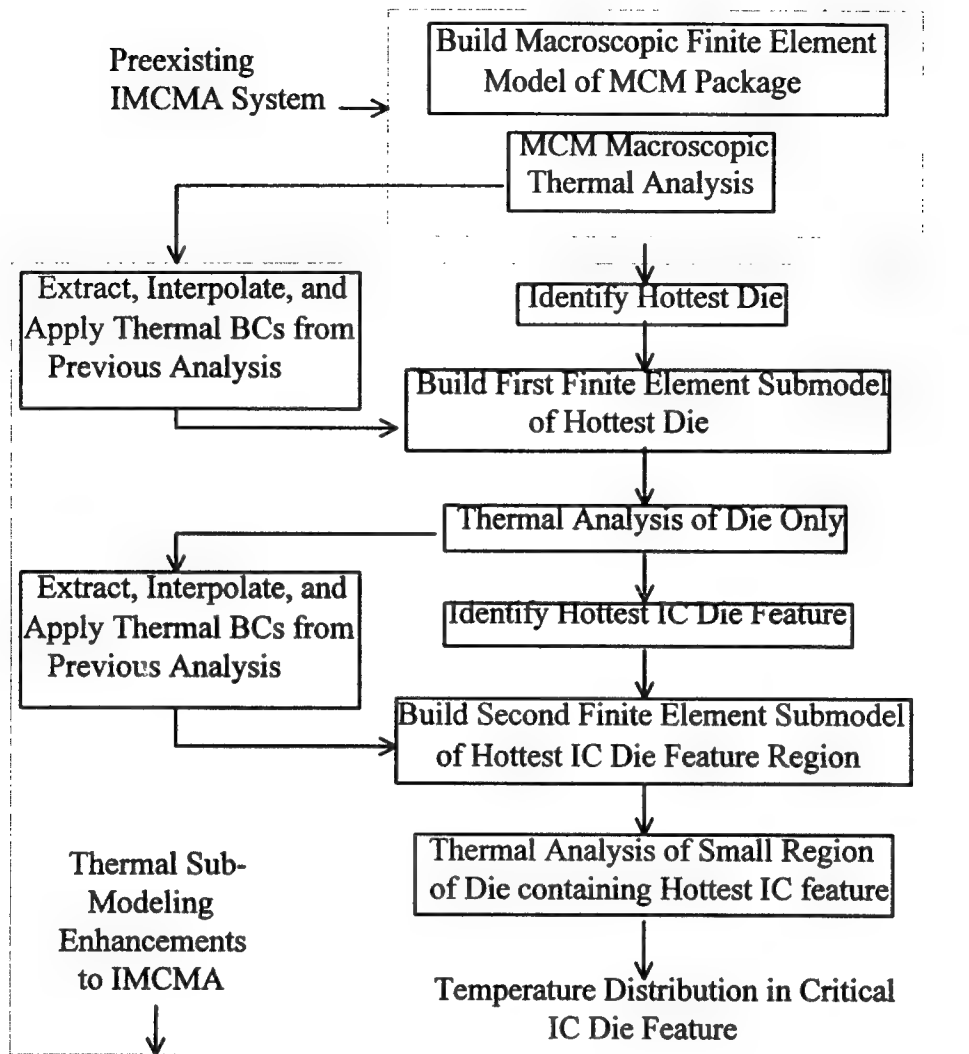 Preexisting
IMCMA System
Build Macroscopic Finite Element
Model of MCM Package
MCM Macroscopic
Thermal Analysis
Extract, Interpolate, and
Apply Thermal BCs from
Previous Analysis
Identify Hottest Die
Build First Finite Element Submodel
of Hottest Die
Thermal Analysis of Die Only
Extract, Interpolate, and
Apply Thermal BCs from
Previous Analysis
Identify Hottest IC Die Feature
Build Second Finite Element Submodel
of Hottest IC Die Feature Region
Thermal Analysis of Small Region
of Die containing Hottest IC feature
Thermal Sub-
Modeling
Enhancements
to IMCMA
Temperature Distribution in Critical
IC Die Feature